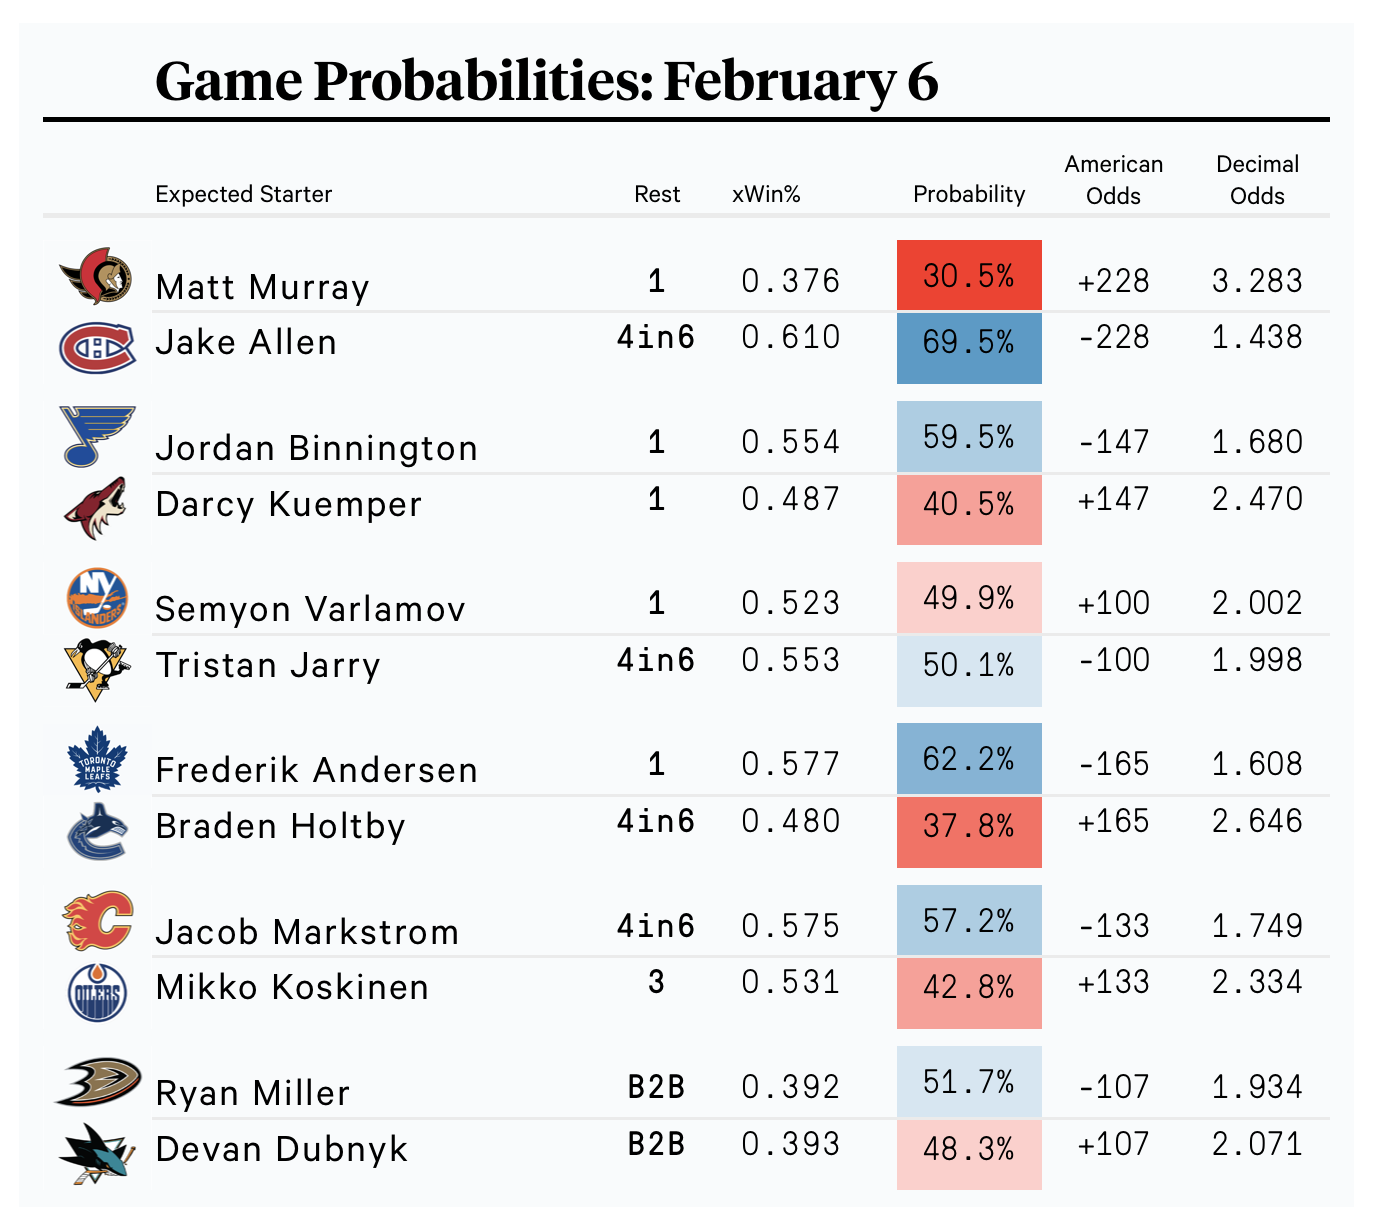 Game Probabilities: February 6
Expected Starter Rest xWin% Probability American Odds Decimal Odds
Matt Murray 1 0.376 30.5% +228 3.283
Jake Allen 4in6 0.610 69.5% -228 1.438
Jordan Binnington 1 0.554 59.5% -147 1.680
Darcy Kuemper 1 0.487 40.5% +147 2.470
NY
ISLANDERS
Semyon Varlamov 1 0.523 49.9% +100 2.002
Tristan Jarry 4in6 0.553 50.1% -100 1.998
TORONTO
MAPLE
LEAFS
Frederik Andersen 1 0.577 62.2% -165 1.608
Braden Holtby 4in6 0.480 37.8% +165 2.646
Jacob Markstrom 4in6 0.575 57.2% -133 1.749
OILERS
Mikko Koskinen 3 0.531 42.8% +133 2.334
Ryan Miller B2B 0.392 51.7% -107 1.934
Devan Dubnyk B2B 0.393 48.3% +107 2.071